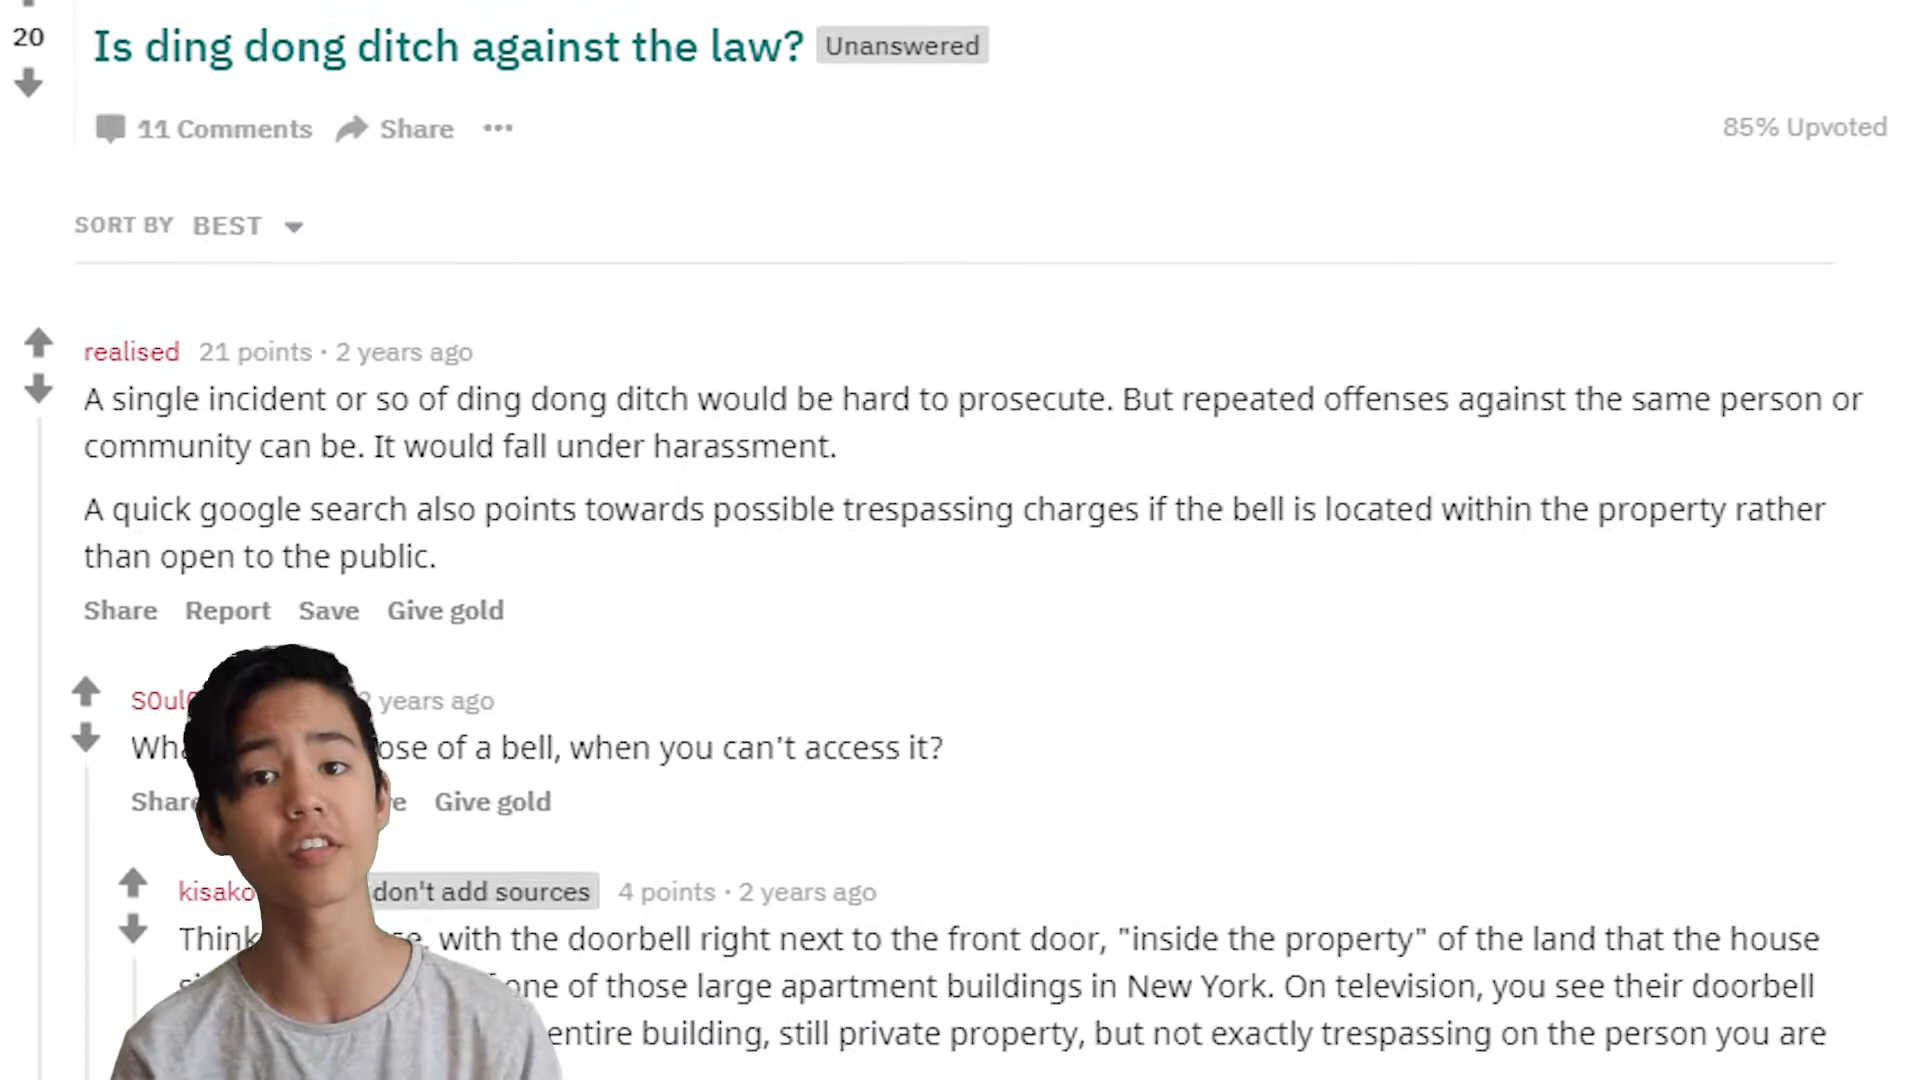 20
Is ding dong ditch against the law? Unanswered
11 Comments Share ...
85% Upvoted
SORT BY BEST
realised 21 points · 2 years ago
A single incident or so of ding dong ditch would be hard to prosecute. But repeated offenses against the same person or
community can be. It would fall under harassment.
A quick google search also points towards possible trespassing charges if the bell is located within the property rather
than open to the public.
Share Report Save Give gold
years ago
of a bell, when you can't access it?
Give gold
don't add sources 4 points · 2 years ago
with the doorbell right next to the front door, "inside the property" of the land that the house
one of those large apartment buildings in New York. On television, you see their doorbell
entire building, still private property, but not exactly trespassing on the person you are